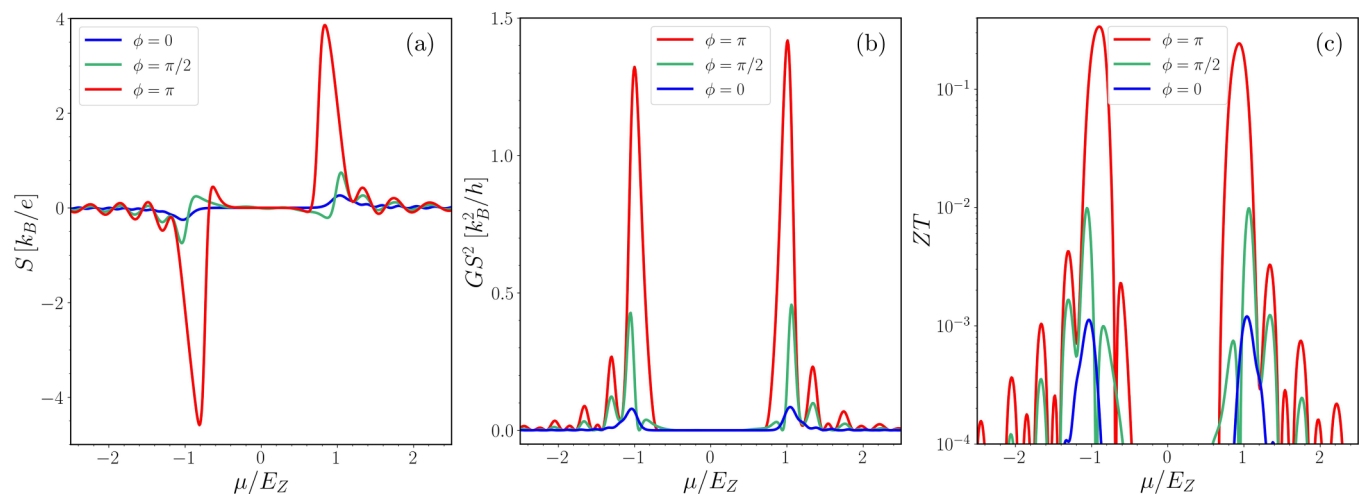 (a)
ϕ = 0
ϕ = π/2
ϕ = π
S [k_B/e]
4
2
0
−2
−4
−2
−1
0
1
2
μ/E_Z
(b)
ϕ = π
ϕ = π/2
ϕ = 0
GS² [k_B²/h]
1.5
1.0
0.5
0.0
−2
−1
0
1
2
μ/E_Z
(c)
ϕ = π
ϕ = π/2
ϕ = 0
ZT
10⁻¹
10⁻²
10⁻³
10⁻⁴
−2
−1
0
1
2
μ/E_Z